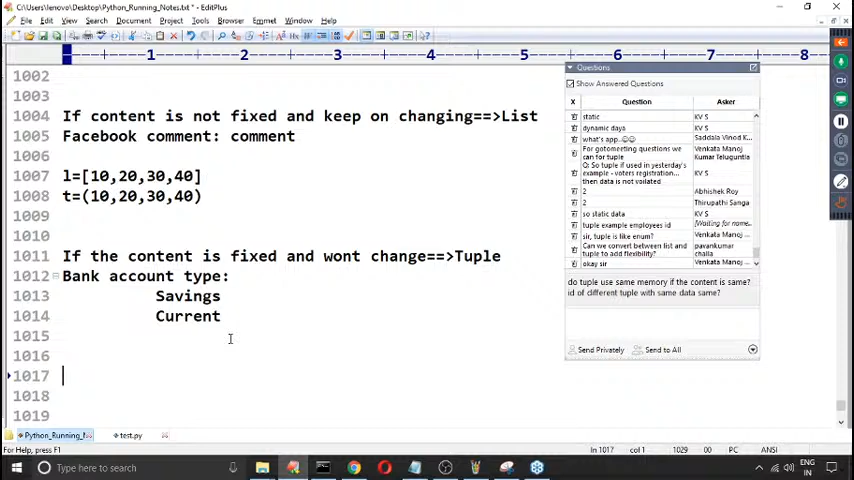 C:\Users\lenovo\Desktop\Python_Running_Notes.txt * - EditPlus
File Edit View Search Document Project Tools Browser Emmet Window Help
1 2 3 4 5 6 7 8
1002
1003
1004 If content is not fixed and keep on changing==>List
1005 Facebook comment: comment
1006
1007 l=[10,20,30,40]
1008 t=(10,20,30,40)
1009
1010
1011 If the content is fixed and wont change==>Tuple
1012 Bank account type:
1013 Savings
1014 Current
1015
1016
1017
1018
1019
Questions
Show Answered Questions
X Question Asker
static KV S
dynamic daya KV S
what's app.. Saddala Vinod K...
For gotomeeting questions we can for tuple Venkata Manoj Kumar Teluguntla
Q: So tuple if used in yesterday's example - voters registration... then data is not voilated KV S
2 Abhishek Roy
2 Thirupathi Sanga
so static data KV S
tuple example employees id [Waiting for name...
sir, tuple is like enum? Venkata Manoj ...
Can we convert between list and tuple to add flexibility? pavankumar challa
okay sir Venkata Manoj ...
do tuple use same memory if the content is same?
id of different tuple with same data same?
Send Privately Send to All
Python_Running_N test.py
For Help, press F1 ln 1017 col 1 1029 00 PC ANSI
Type here to search
ENG
IN